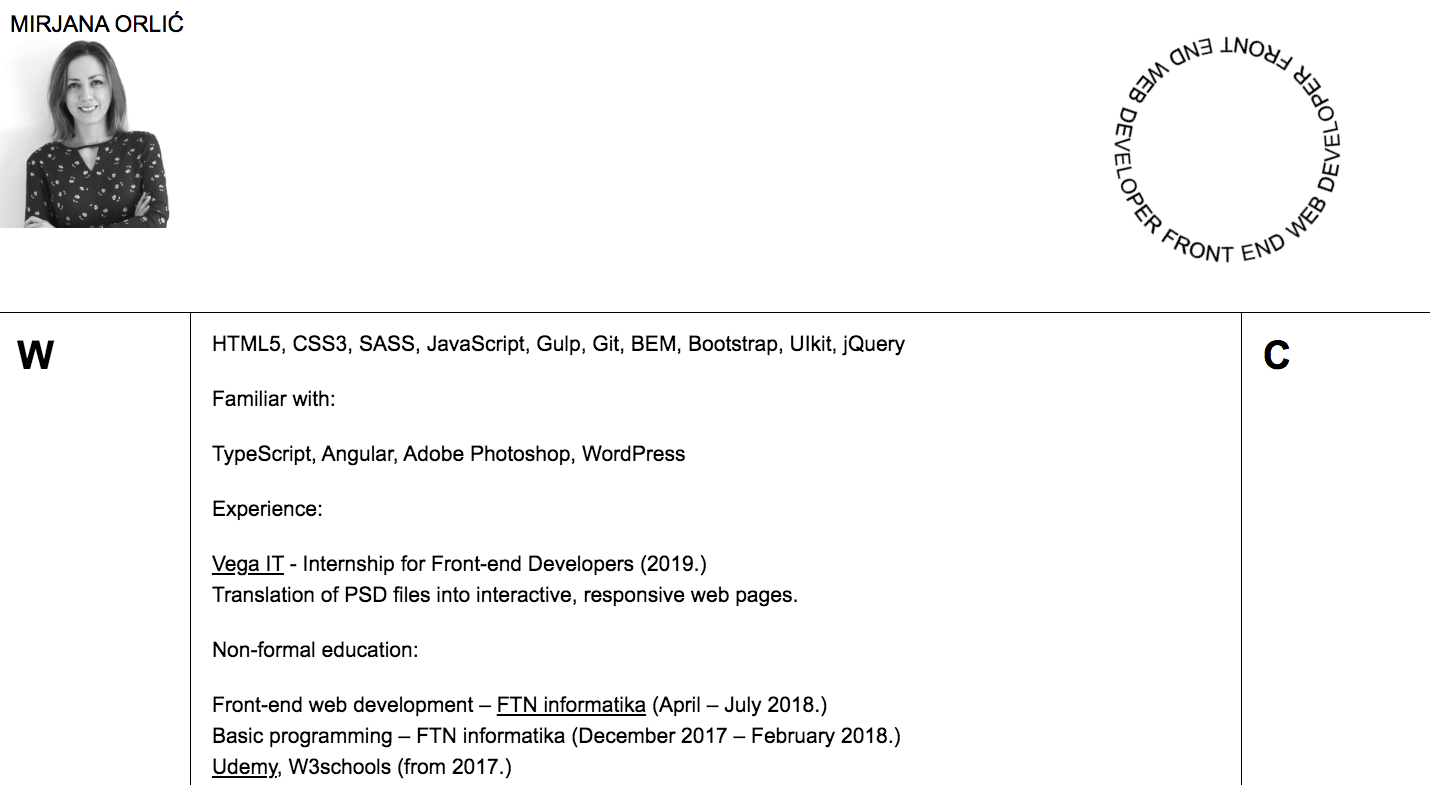 MIRJANA ORLIĆ
FRONT END WEB DEVELOPER FRONT END WEB DEVELOPER
W
HTML5, CSS3, SASS, JavaScript, Gulp, Git, BEM, Bootstrap, UIkit, jQuery
Familiar with:
TypeScript, Angular, Adobe Photoshop, WordPress
Experience:
Vega IT - Internship for Front-end Developers (2019.)
Translation of PSD files into interactive, responsive web pages.
Non-formal education:
Front-end web development – FTN informatika (April – July 2018.)
Basic programming – FTN informatika (December 2017 – February 2018.)
Udemy, W3schools (from 2017.)
C